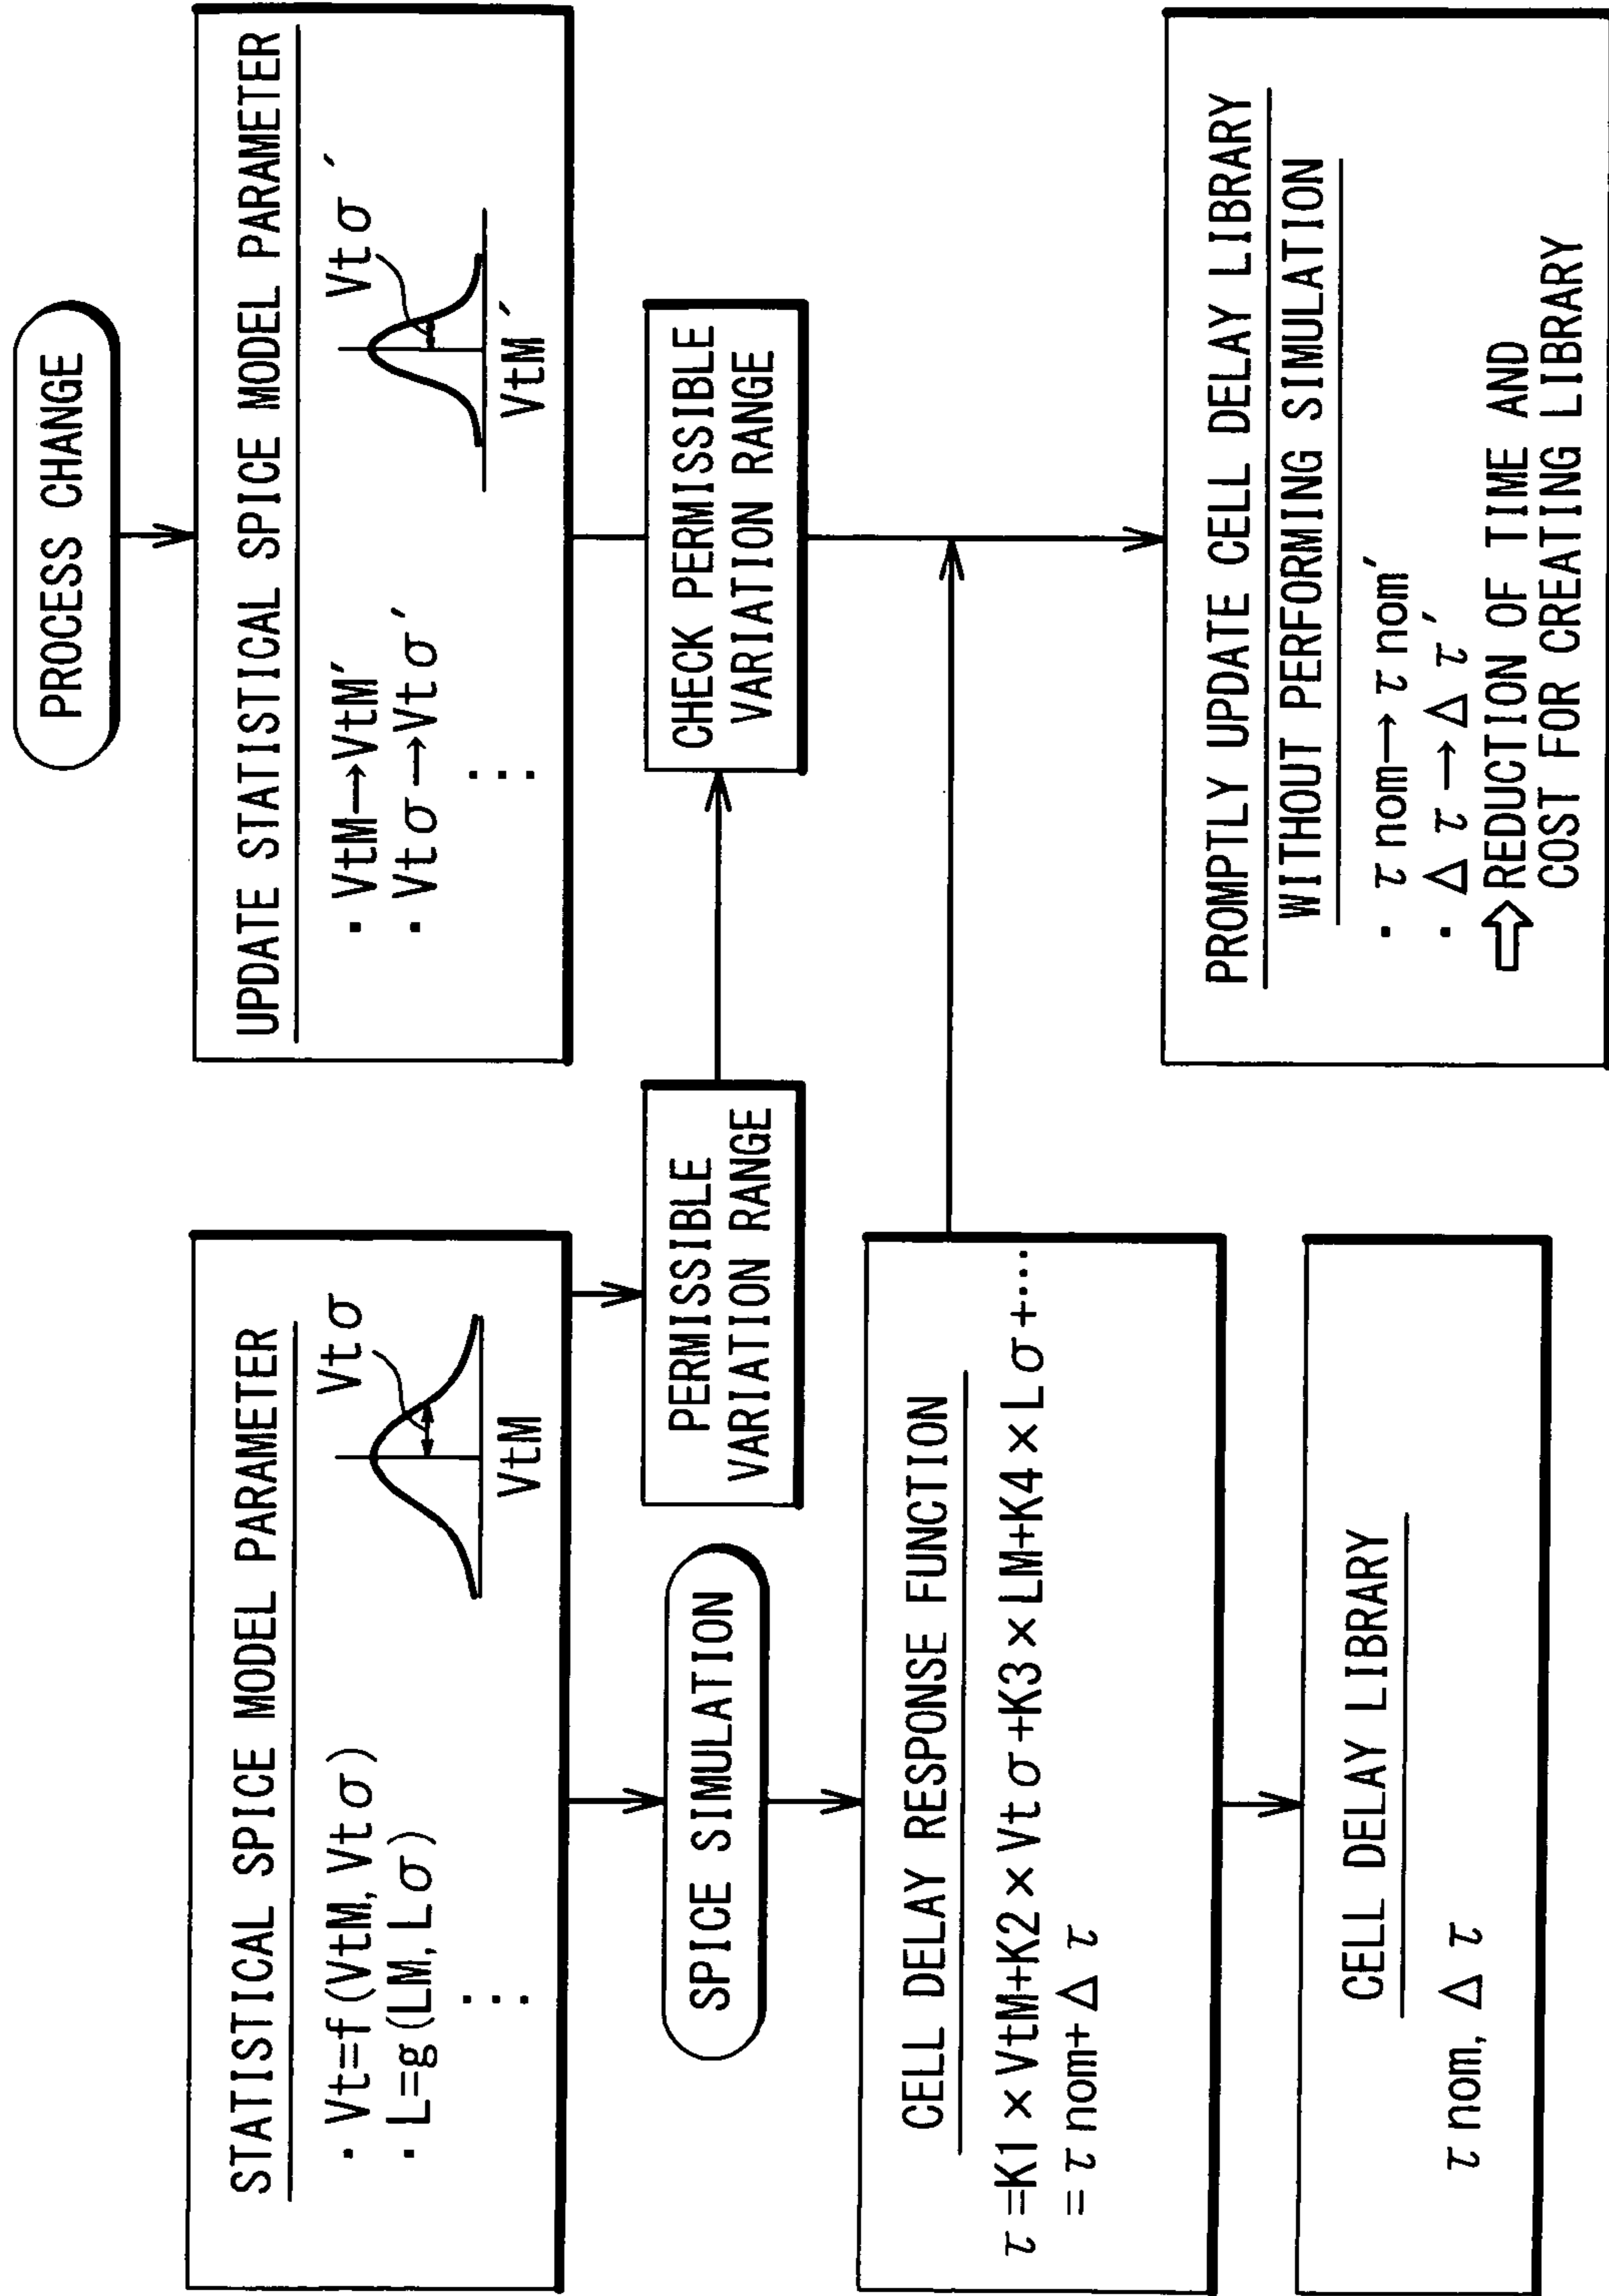 STATISTICAL SPICE MODEL PARAMETER
・Vt=f(VtM, Vtσ)
・L=g(LM, Lσ)
⋮
Vtσ
VtM
SPICE SIMULATION
PERMISSIBLE
VARIATION RANGE
CELL DELAY RESPONSE FUNCTION
τ=K1×VtM+K2×Vtσ+K3×LM+K4×Lσ+⋯
=τnom+Δτ
CELL DELAY LIBRARY
τnom, Δτ
PROCESS CHANGE
UPDATE STATISTICAL SPICE MODEL PARAMETER
・VtM→VtM′
・Vtσ→Vtσ′
⋮
Vtσ′
VtM′
CHECK PERMISSIBLE
VARIATION RANGE
PROMPTLY UPDATE CELL DELAY LIBRARY
WITHOUT PERFORMING SIMULATION
・τnom→τnom′
・Δτ→Δτ′
⇨REDUCTION OF TIME AND
COST FOR CREATING LIBRARY